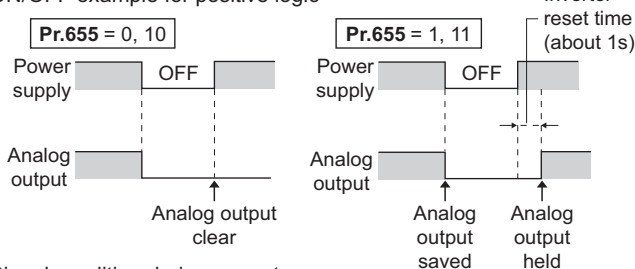 ON/OFF example for positive logic
Pr.655 = 0, 10
Power supply
OFF
Analog output
Analog output clear
Pr.655 = 1, 11
Inverter reset time (about 1s)
Power supply
OFF
Analog output
Analog output saved
Analog output held